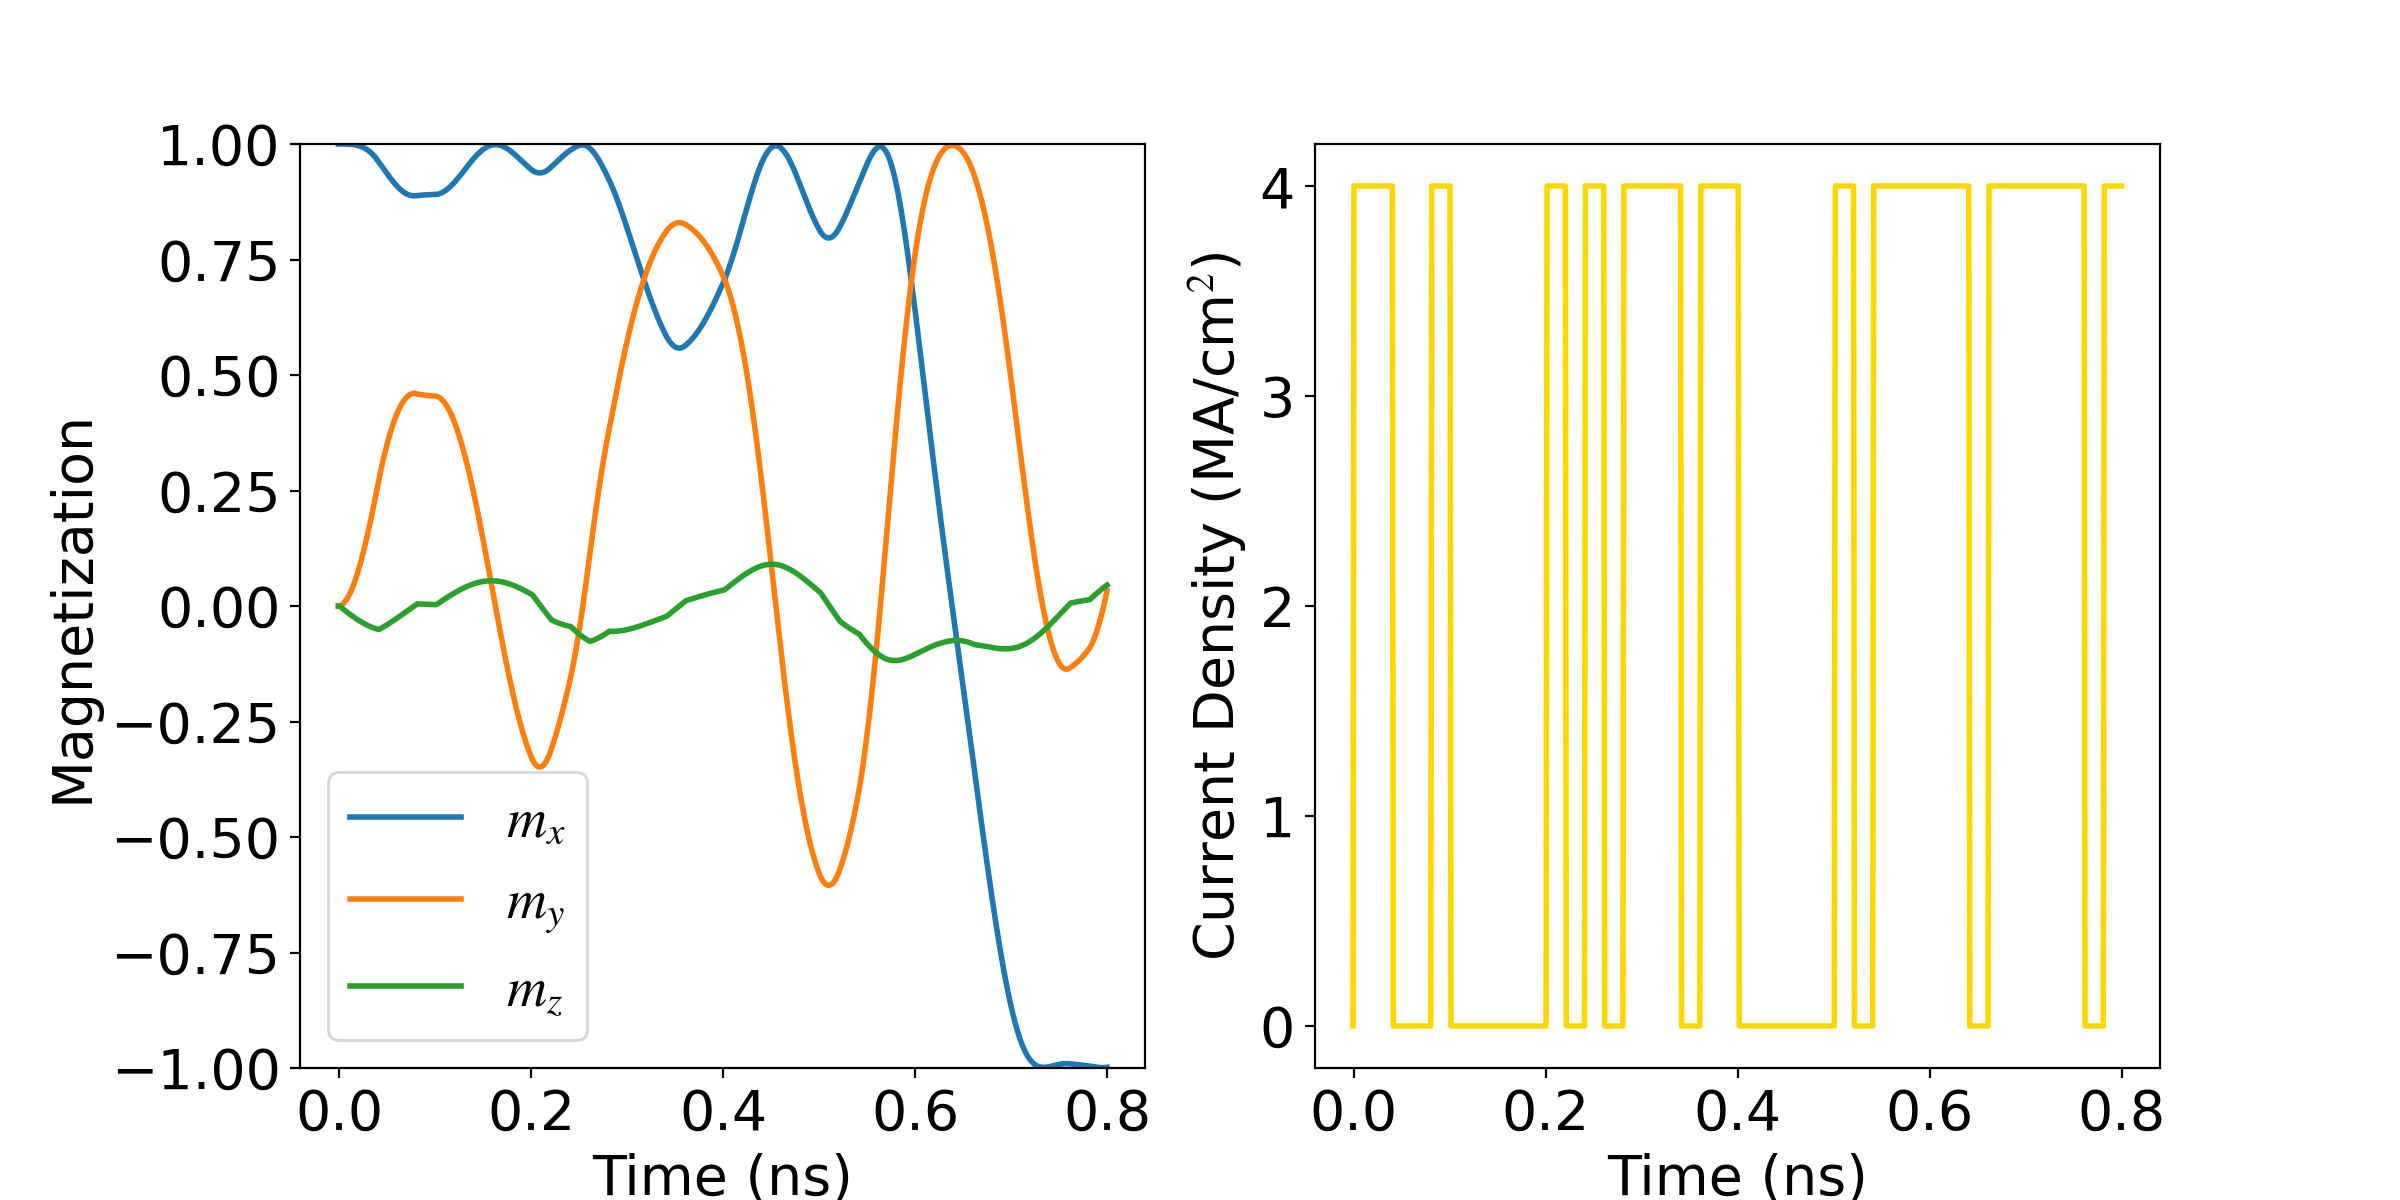 1.00
0.75
0.50
0.25
0.00
−0.25
−0.50
−0.75
−1.00
Magnetization
m_x
m_y
m_z
0.0 0.2 0.4 0.6 0.8
Time (ns)
4
3
2
1
0
Current Density (MA/cm²)
0.0 0.2 0.4 0.6 0.8
Time (ns)